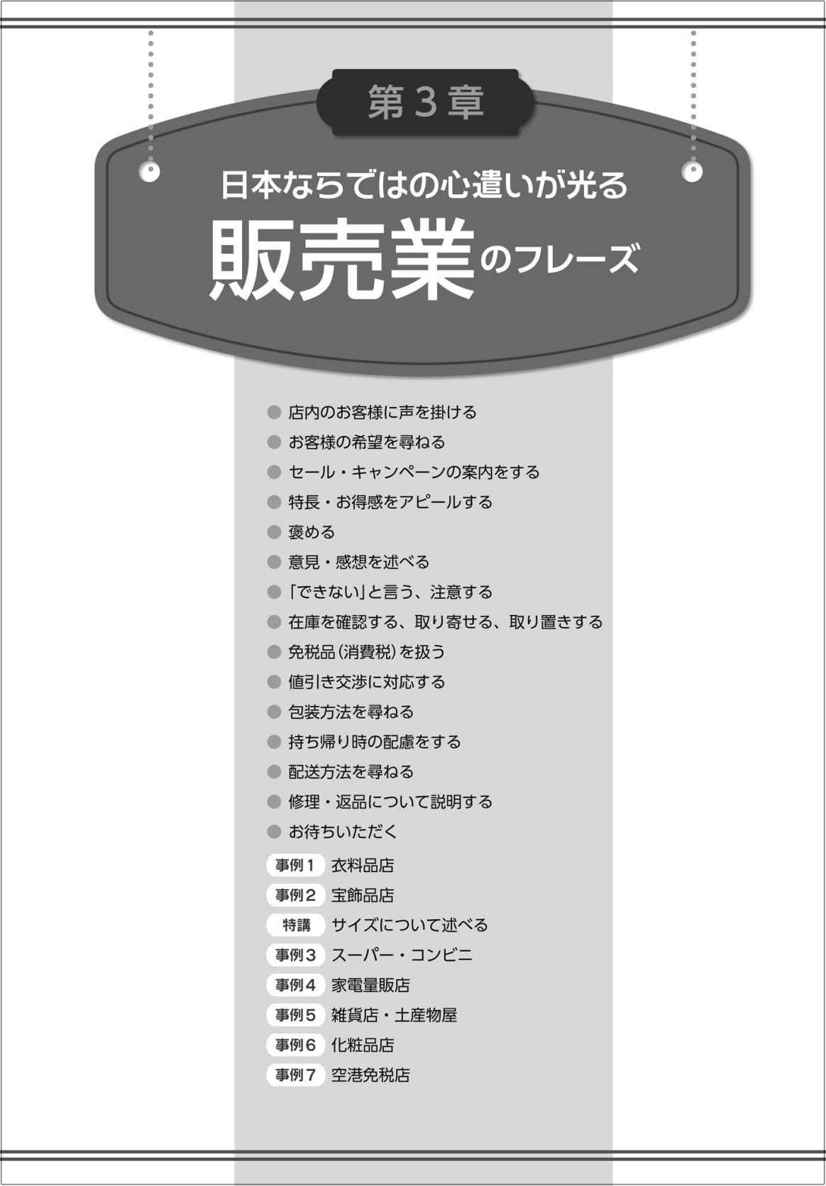 第3章
日本ならではの心遣いが光る
販売業のフレーズ
● 店内のお客様に声を掛ける
● お客様の希望を尋ねる
● セール・キャンペーンの案内をする
● 特長・お得感をアピールする
● 褒める
● 意見・感想を述べる
● 「できない」と言う、注意する
● 在庫を確認する、取り寄せる、取り置きする
● 免税品(消費税)を扱う
● 値引き交渉に対応する
● 包装方法を尋ねる
● 持ち帰り時の配慮をする
● 配送方法を尋ねる
● 修理・返品について説明する
● お待ちいただく
事例1 衣料品店
事例2 宝飾品店
特講 サイズについて述べる
事例3 スーパー・コンビニ
事例4 家電量販店
事例5 雑貨店・土産物屋
事例6 化粧品店
事例7 空港免税店